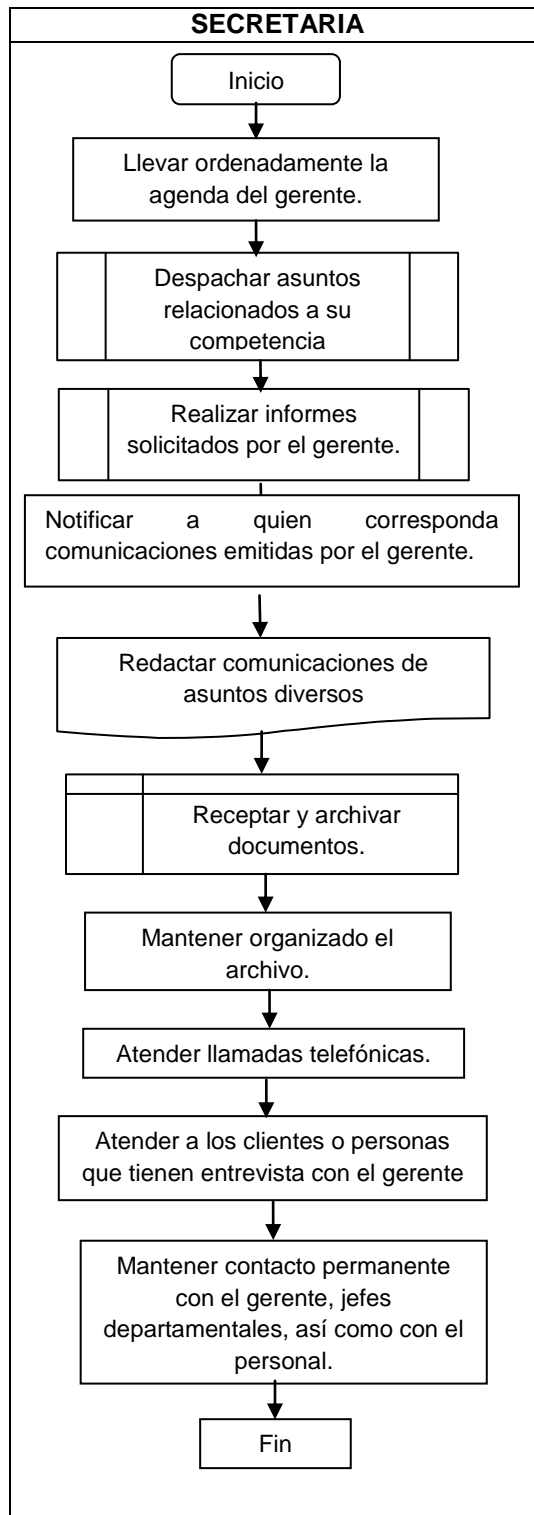 SECRETARIA
Inicio
Llevar ordenadamente la
agenda del gerente.
Despachar asuntos
relacionados a su
competencia
Realizar informes
solicitados por el gerente.
Notificar a quien corresponda
comunicaciones emitidas por el gerente.
Redactar comunicaciones de
asuntos diversos
Receptar y archivar
documentos.
Mantener organizado el
archivo.
Atender llamadas telefónicas.
Atender a los clientes o personas
que tienen entrevista con el gerente
Mantener contacto permanente
con el gerente, jefes
departamentales, así como con el
personal.
Fin